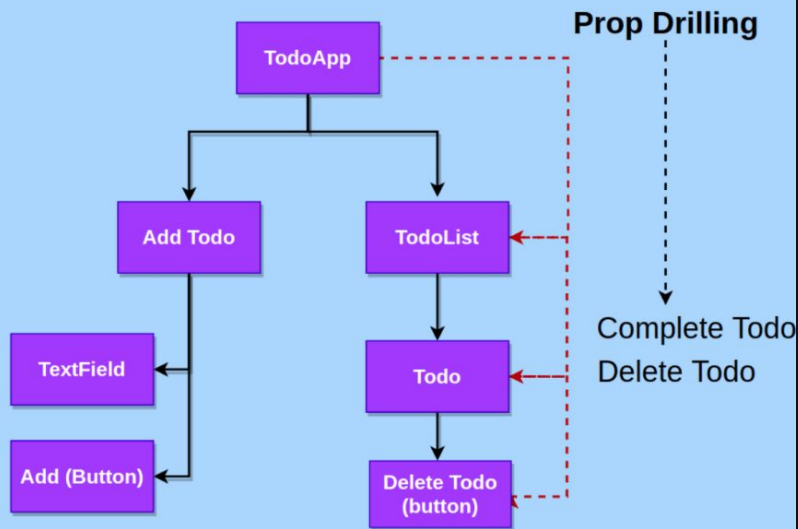 Prop Drilling
TodoApp
Add Todo
TodoList
Complete Todo
TextField
Todo
Delete Todo
Add (Button)
Delete Todo
(button)